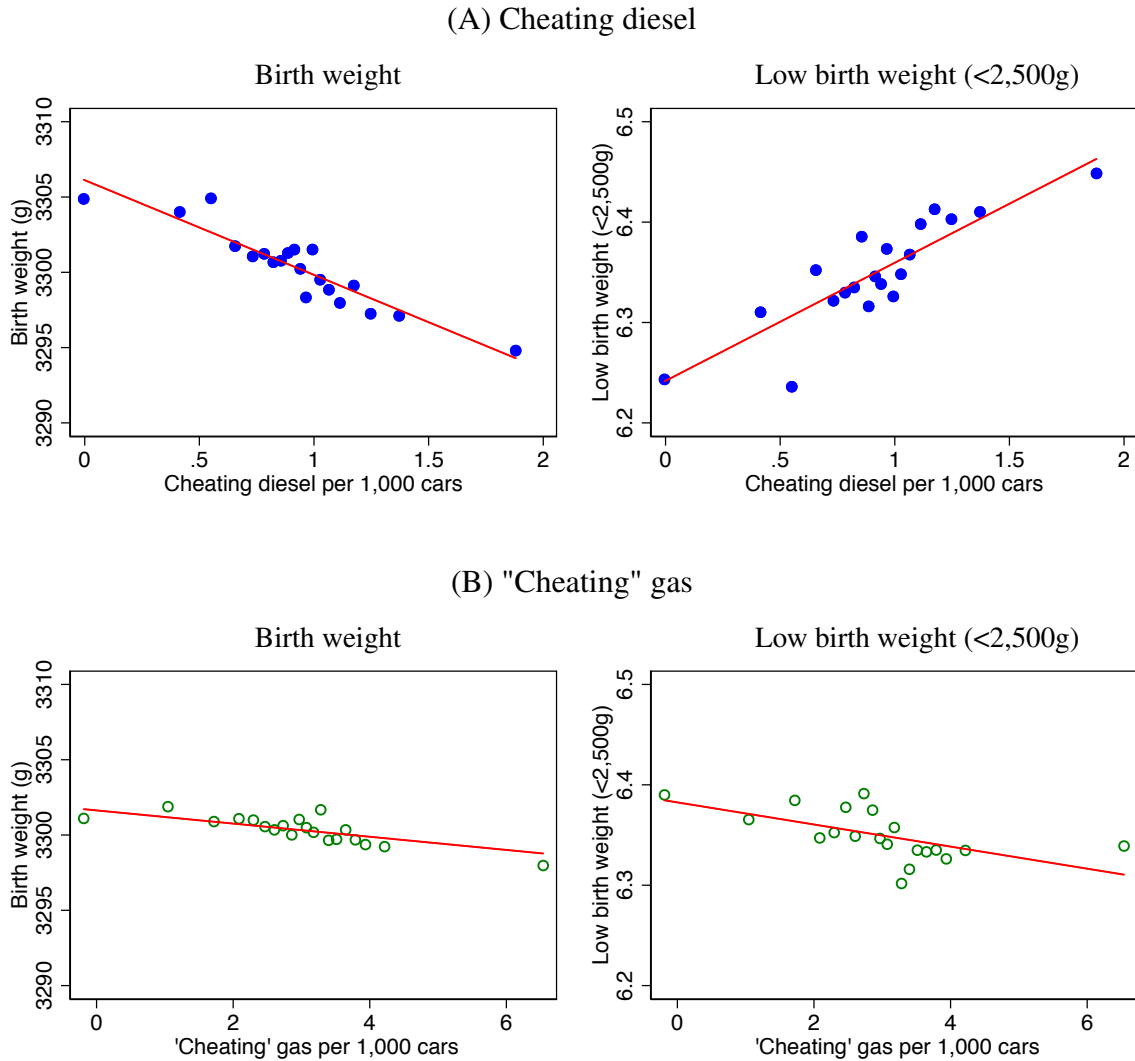 (A) Cheating diesel
Birth weight
Low birth weight (<2,500g)
Birth weight (g)
3290 3295 3300 3305 3310
0 .5 1 1.5 2
Cheating diesel per 1,000 cars
Low birth weight (<2,500g)
6.2 6.3 6.4 6.5
0 .5 1 1.5 2
Cheating diesel per 1,000 cars
(B) "Cheating" gas
Birth weight
Low birth weight (<2,500g)
Birth weight (g)
3290 3295 3300 3305 3310
0 2 4 6
'Cheating' gas per 1,000 cars
Low birth weight (<2,500g)
6.2 6.3 6.4 6.5
0 2 4 6
'Cheating' gas per 1,000 cars